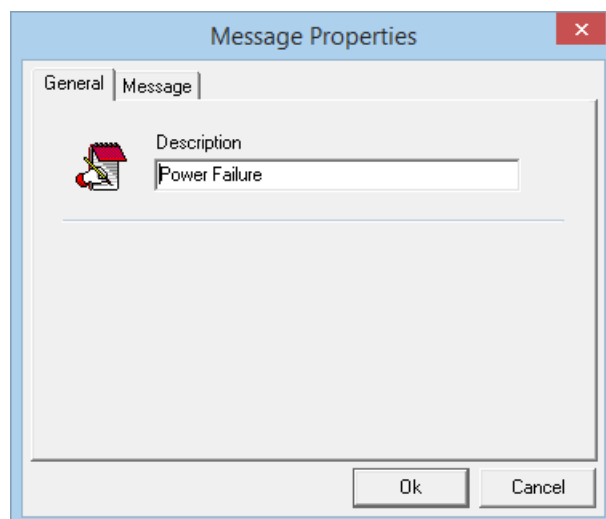 Message Properties
General Message
Description
Power Failure
Ok Cancel